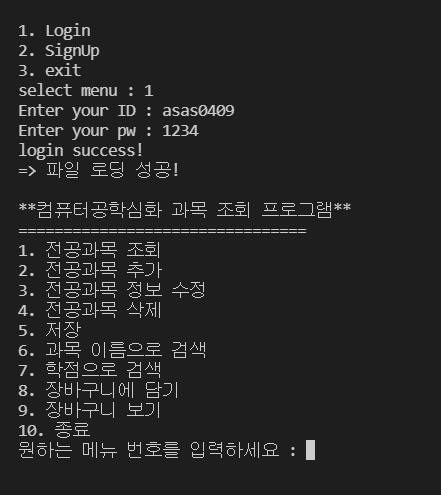 1. Login
2. SignUp
3. exit
select menu : 1
Enter your ID : asas0409
Enter your pw : 1234
login success!
=> 파일 로딩 성공!
**컴퓨터공학심화 과목 조회 프로그램**
================================
1. 전공과목 조회
2. 전공과목 추가
3. 전공과목 정보 수정
4. 전공과목 삭제
5. 저장
6. 과목 이름으로 검색
7. 학점으로 검색
8. 장바구니에 담기
9. 장바구니 보기
10. 종료
원하는 메뉴 번호를 입력하세요 :